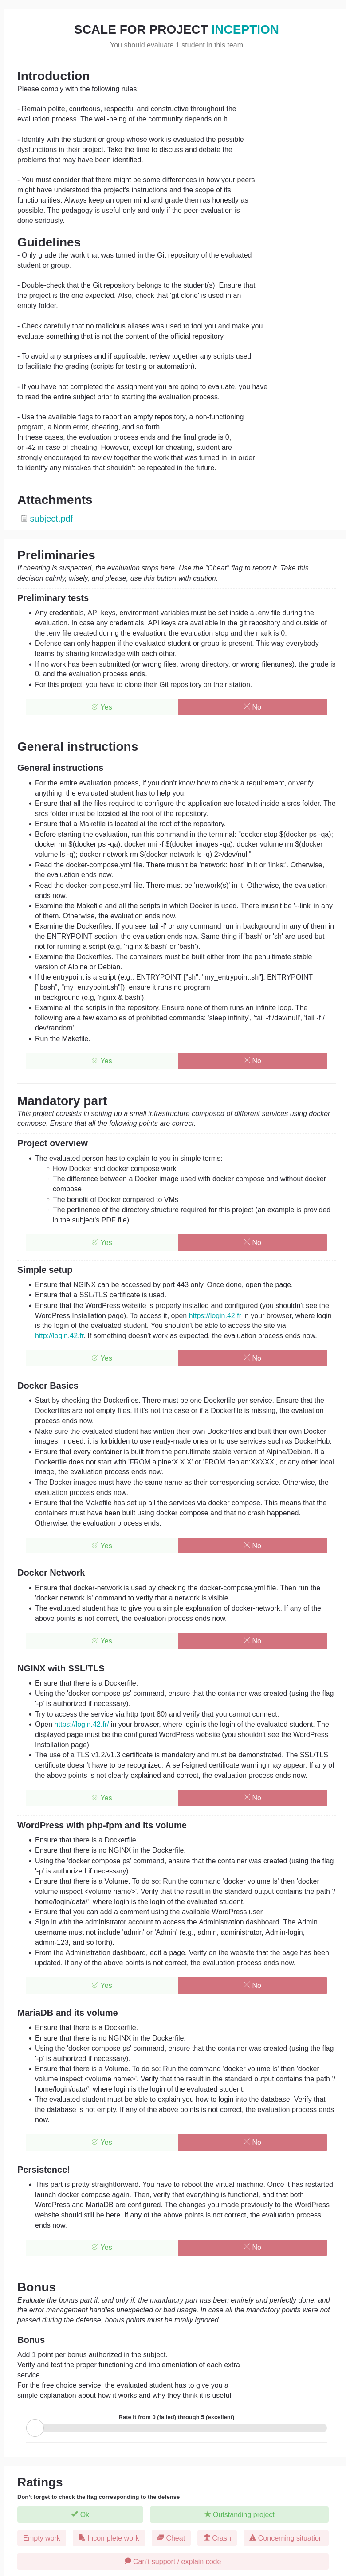 SCALE FOR PROJECT INCEPTION
You should evaluate 1 student in this team
Introduction
Please comply with the following rules:
- Remain polite, courteous, respectful and constructive throughout the
evaluation process. The well-being of the community depends on it.
- Identify with the student or group whose work is evaluated the possible
dysfunctions in their project. Take the time to discuss and debate the
problems that may have been identified.
- You must consider that there might be some differences in how your peers
might have understood the project's instructions and the scope of its
functionalities. Always keep an open mind and grade them as honestly as
possible. The pedagogy is useful only and only if the peer-evaluation is
done seriously.
Guidelines
- Only grade the work that was turned in the Git repository of the evaluated
student or group.
- Double-check that the Git repository belongs to the student(s). Ensure that
the project is the one expected. Also, check that 'git clone' is used in an
empty folder.
- Check carefully that no malicious aliases was used to fool you and make you
evaluate something that is not the content of the official repository.
- To avoid any surprises and if applicable, review together any scripts used
to facilitate the grading (scripts for testing or automation).
- If you have not completed the assignment you are going to evaluate, you have
to read the entire subject prior to starting the evaluation process.
- Use the available flags to report an empty repository, a non-functioning
program, a Norm error, cheating, and so forth.
In these cases, the evaluation process ends and the final grade is 0,
or -42 in case of cheating. However, except for cheating, student are
strongly encouraged to review together the work that was turned in, in order
to identify any mistakes that shouldn't be repeated in the future.
Attachments
subject.pdf
Preliminaries
If cheating is suspected, the evaluation stops here. Use the "Cheat" flag to report it. Take this
decision calmly, wisely, and please, use this button with caution.
Preliminary tests
• Any credentials, API keys, environment variables must be set inside a .env file during the
evaluation. In case any credentials, API keys are available in the git repository and outside of
the .env file created during the evaluation, the evaluation stop and the mark is 0.
• Defense can only happen if the evaluated student or group is present. This way everybody
learns by sharing knowledge with each other.
• If no work has been submitted (or wrong files, wrong directory, or wrong filenames), the grade is
0, and the evaluation process ends.
• For this project, you have to clone their Git repository on their station.
Yes
No
General instructions
General instructions
• For the entire evaluation process, if you don't know how to check a requirement, or verify
anything, the evaluated student has to help you.
• Ensure that all the files required to configure the application are located inside a srcs folder. The
srcs folder must be located at the root of the repository.
• Ensure that a Makefile is located at the root of the repository.
• Before starting the evaluation, run this command in the terminal: "docker stop $(docker ps -qa);
docker rm $(docker ps -qa); docker rmi -f $(docker images -qa); docker volume rm $(docker
volume ls -q); docker network rm $(docker network ls -q) 2>/dev/null"
• Read the docker-compose.yml file. There musn't be 'network: host' in it or 'links:'. Otherwise,
the evaluation ends now.
• Read the docker-compose.yml file. There must be 'network(s)' in it. Otherwise, the evaluation
ends now.
• Examine the Makefile and all the scripts in which Docker is used. There musn't be '--link' in any
of them. Otherwise, the evaluation ends now.
• Examine the Dockerfiles. If you see 'tail -f' or any command run in background in any of them in
the ENTRYPOINT section, the evaluation ends now. Same thing if 'bash' or 'sh' are used but
not for running a script (e.g, 'nginx & bash' or 'bash').
• Examine the Dockerfiles. The containers must be built either from the penultimate stable
version of Alpine or Debian.
• If the entrypoint is a script (e.g., ENTRYPOINT ["sh", "my_entrypoint.sh"], ENTRYPOINT
["bash", "my_entrypoint.sh"]), ensure it runs no program
in background (e.g, 'nginx & bash').
• Examine all the scripts in the repository. Ensure none of them runs an infinite loop. The
following are a few examples of prohibited commands: 'sleep infinity', 'tail -f /dev/null', 'tail -f /
dev/random'
• Run the Makefile.
Yes
No
Mandatory part
This project consists in setting up a small infrastructure composed of different services using docker
compose. Ensure that all the following points are correct.
Project overview
• The evaluated person has to explain to you in simple terms:
◦ How Docker and docker compose work
◦ The difference between a Docker image used with docker compose and without docker
compose
◦ The benefit of Docker compared to VMs
◦ The pertinence of the directory structure required for this project (an example is provided
in the subject's PDF file).
Yes
No
Simple setup
• Ensure that NGINX can be accessed by port 443 only. Once done, open the page.
• Ensure that a SSL/TLS certificate is used.
• Ensure that the WordPress website is properly installed and configured (you shouldn't see the
WordPress Installation page). To access it, open https://login.42.fr in your browser, where login
is the login of the evaluated student. You shouldn't be able to access the site via
http://login.42.fr. If something doesn't work as expected, the evaluation process ends now.
Yes
No
Docker Basics
• Start by checking the Dockerfiles. There must be one Dockerfile per service. Ensure that the
Dockerfiles are not empty files. If it's not the case or if a Dockerfile is missing, the evaluation
process ends now.
• Make sure the evaluated student has written their own Dockerfiles and built their own Docker
images. Indeed, it is forbidden to use ready-made ones or to use services such as DockerHub.
• Ensure that every container is built from the penultimate stable version of Alpine/Debian. If a
Dockerfile does not start with 'FROM alpine:X.X.X' or 'FROM debian:XXXXX', or any other local
image, the evaluation process ends now.
• The Docker images must have the same name as their corresponding service. Otherwise, the
evaluation process ends now.
• Ensure that the Makefile has set up all the services via docker compose. This means that the
containers must have been built using docker compose and that no crash happened.
Otherwise, the evaluation process ends.
Yes
No
Docker Network
• Ensure that docker-network is used by checking the docker-compose.yml file. Then run the
'docker network ls' command to verify that a network is visible.
• The evaluated student has to give you a simple explanation of docker-network. If any of the
above points is not correct, the evaluation process ends now.
Yes
No
NGINX with SSL/TLS
• Ensure that there is a Dockerfile.
• Using the 'docker compose ps' command, ensure that the container was created (using the flag
'-p' is authorized if necessary).
• Try to access the service via http (port 80) and verify that you cannot connect.
• Open https://login.42.fr/ in your browser, where login is the login of the evaluated student. The
displayed page must be the configured WordPress website (you shouldn't see the WordPress
Installation page).
• The use of a TLS v1.2/v1.3 certificate is mandatory and must be demonstrated. The SSL/TLS
certificate doesn't have to be recognized. A self-signed certificate warning may appear. If any of
the above points is not clearly explained and correct, the evaluation process ends now.
Yes
No
WordPress with php-fpm and its volume
• Ensure that there is a Dockerfile.
• Ensure that there is no NGINX in the Dockerfile.
• Using the 'docker compose ps' command, ensure that the container was created (using the flag
'-p' is authorized if necessary).
• Ensure that there is a Volume. To do so: Run the command 'docker volume ls' then 'docker
volume inspect <volume name>'. Verify that the result in the standard output contains the path '/
home/login/data/', where login is the login of the evaluated student.
• Ensure that you can add a comment using the available WordPress user.
• Sign in with the administrator account to access the Administration dashboard. The Admin
username must not include 'admin' or 'Admin' (e.g., admin, administrator, Admin-login,
admin-123, and so forth).
• From the Administration dashboard, edit a page. Verify on the website that the page has been
updated. If any of the above points is not correct, the evaluation process ends now.
Yes
No
MariaDB and its volume
• Ensure that there is a Dockerfile.
• Ensure that there is no NGINX in the Dockerfile.
• Using the 'docker compose ps' command, ensure that the container was created (using the flag
'-p' is authorized if necessary).
• Ensure that there is a Volume. To do so: Run the command 'docker volume ls' then 'docker
volume inspect <volume name>'. Verify that the result in the standard output contains the path '/
home/login/data/', where login is the login of the evaluated student.
• The evaluated student must be able to explain you how to login into the database. Verify that
the database is not empty. If any of the above points is not correct, the evaluation process ends
now.
Yes
No
Persistence!
• This part is pretty straightforward. You have to reboot the virtual machine. Once it has restarted,
launch docker compose again. Then, verify that everything is functional, and that both
WordPress and MariaDB are configured. The changes you made previously to the WordPress
website should still be here. If any of the above points is not correct, the evaluation process
ends now.
Yes
No
Bonus
Evaluate the bonus part if, and only if, the mandatory part has been entirely and perfectly done, and
the error management handles unexpected or bad usage. In case all the mandatory points were not
passed during the defense, bonus points must be totally ignored.
Bonus
Add 1 point per bonus authorized in the subject.
Verify and test the proper functioning and implementation of each extra
service.
For the free choice service, the evaluated student has to give you a
simple explanation about how it works and why they think it is useful.
Rate it from 0 (failed) through 5 (excellent)
Ratings
Don't forget to check the flag corresponding to the defense
Ok
Outstanding project
Empty work
Incomplete work
Cheat
Crash
Concerning situation
Can't support / explain code